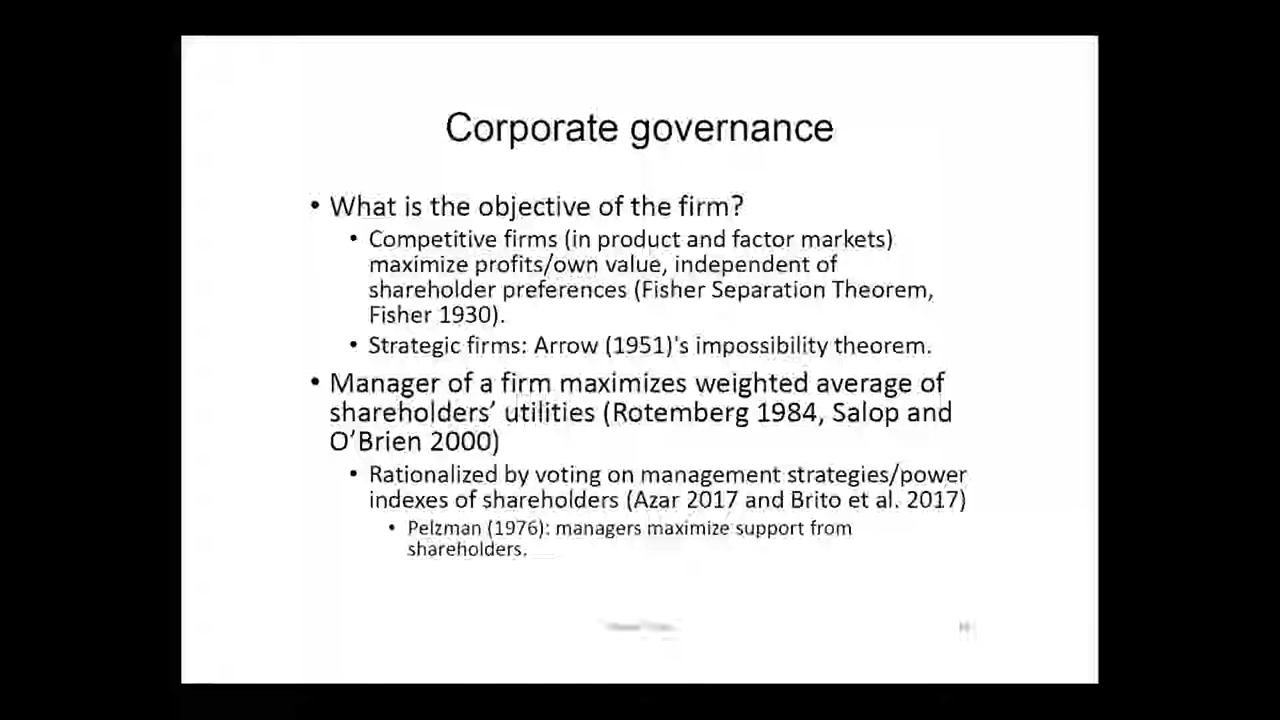 Corporate governance
• What is the objective of the firm?
• Competitive firms (in product and factor markets)
maximize profits/own value, independent of
shareholder preferences (Fisher Separation Theorem,
Fisher 1930).
• Strategic firms: Arrow (1951)'s impossibility theorem.
• Manager of a firm maximizes weighted average of
shareholders' utilities (Rotemberg 1984, Salop and
O'Brien 2000)
• Rationalized by voting on management strategies/power
indexes of shareholders (Azar 2017 and Brito et al. 2017)
• Pelzman (1976): managers maximize support from
shareholders.